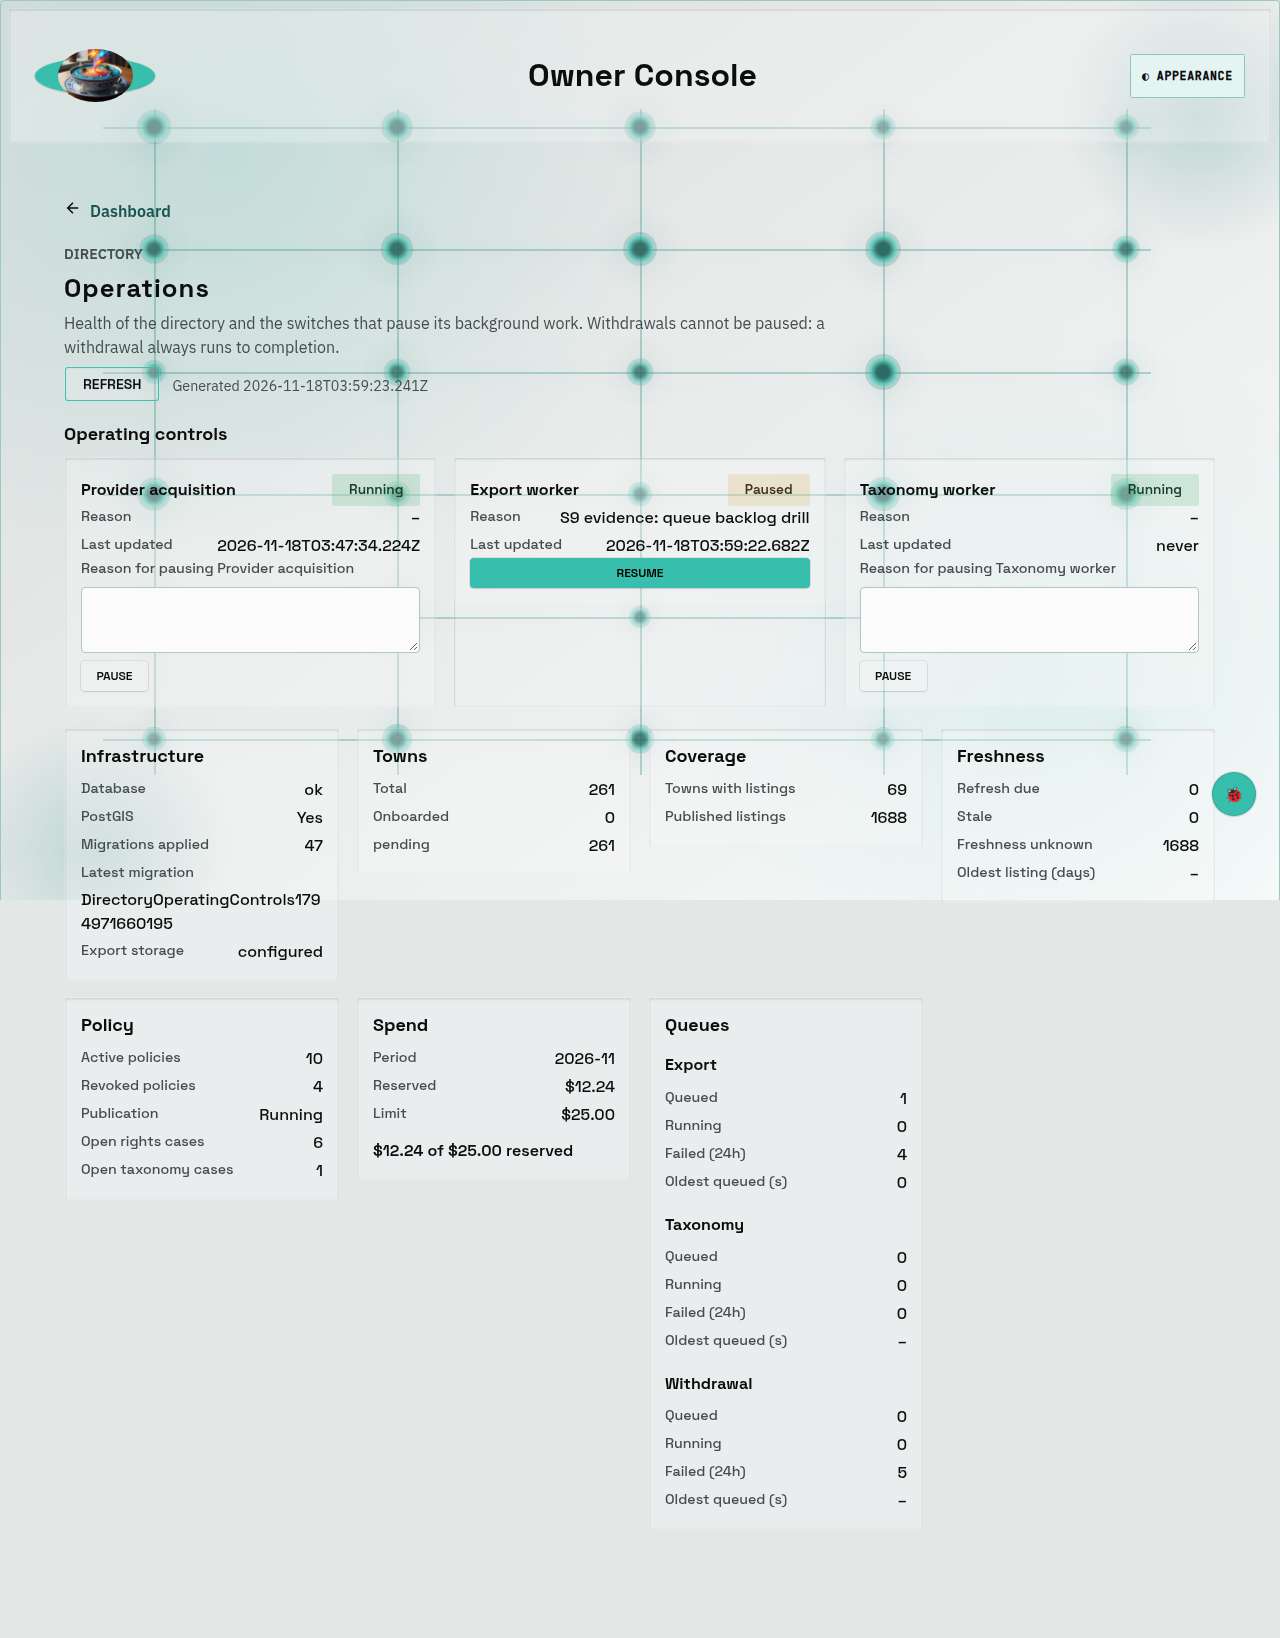 Owner Console
◐ APPEARANCE
← Dashboard
DIRECTORY
Operations
Health of the directory and the switches that pause its background work. Withdrawals cannot be paused: a
withdrawal always runs to completion.
REFRESH Generated 2026-11-18T03:59:23.241Z
Operating controls
Provider acquisition Running
Reason –
Last updated 2026-11-18T03:47:34.224Z
Reason for pausing Provider acquisition
PAUSE
Export worker Paused
Reason S9 evidence: queue backlog drill
Last updated 2026-11-18T03:59:22.682Z
RESUME
Taxonomy worker Running
Reason –
Last updated never
Reason for pausing Taxonomy worker
PAUSE
Infrastructure
Database ok
PostGIS Yes
Migrations applied 47
Latest migration
DirectoryOperatingControls179
4971660195
Export storage configured
Towns
Total 261
Onboarded 0
pending 261
Coverage
Towns with listings 69
Published listings 1688
Freshness
Refresh due 0
Stale 0
Freshness unknown 1688
Oldest listing (days) –
Policy
Active policies 10
Revoked policies 4
Publication Running
Open rights cases 6
Open taxonomy cases 1
Spend
Period 2026-11
Reserved $12.24
Limit $25.00
$12.24 of $25.00 reserved
Queues
Export
Queued 1
Running 0
Failed (24h) 4
Oldest queued (s) 0
Taxonomy
Queued 0
Running 0
Failed (24h) 0
Oldest queued (s) –
Withdrawal
Queued 0
Running 0
Failed (24h) 5
Oldest queued (s) –